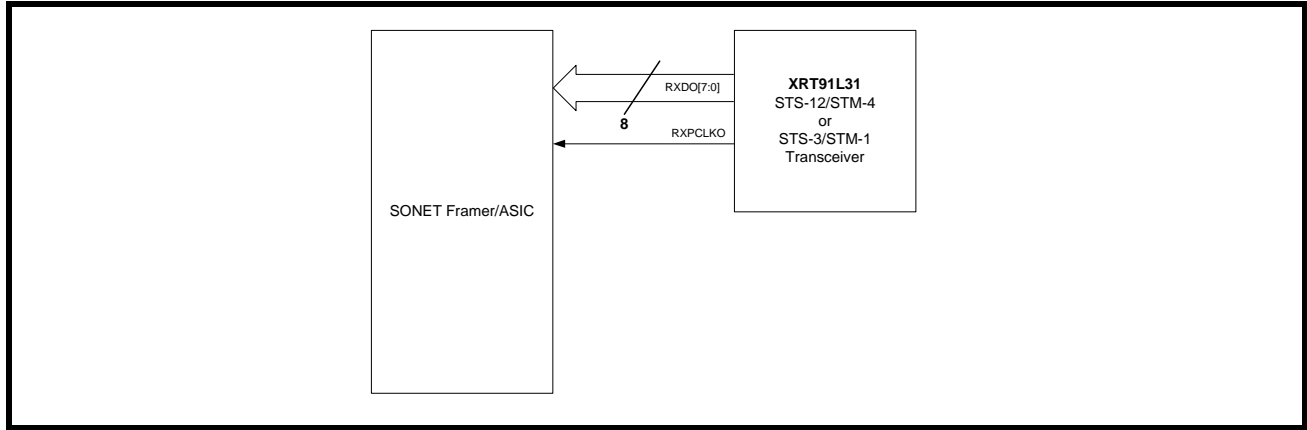 RXDO[7:0]
8
RXPCLKO
XRT91L31
STS-12/STM-4
or
STS-3/STM-1
Transceiver
SONET Framer/ASIC